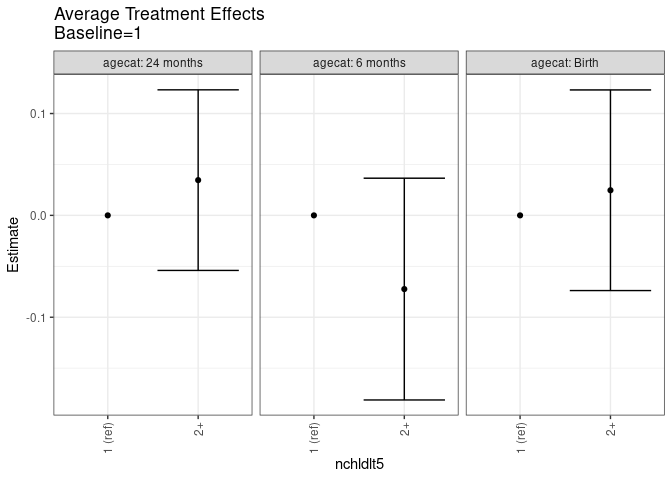 Average Treatment Effects
Baseline=1
agecat: 24 months
agecat: 6 months
agecat: Birth
0.1
0.0
-0.1
Estimate
1 (ref)
2+
1 (ref)
2+
1 (ref)
2+
nchldlt5